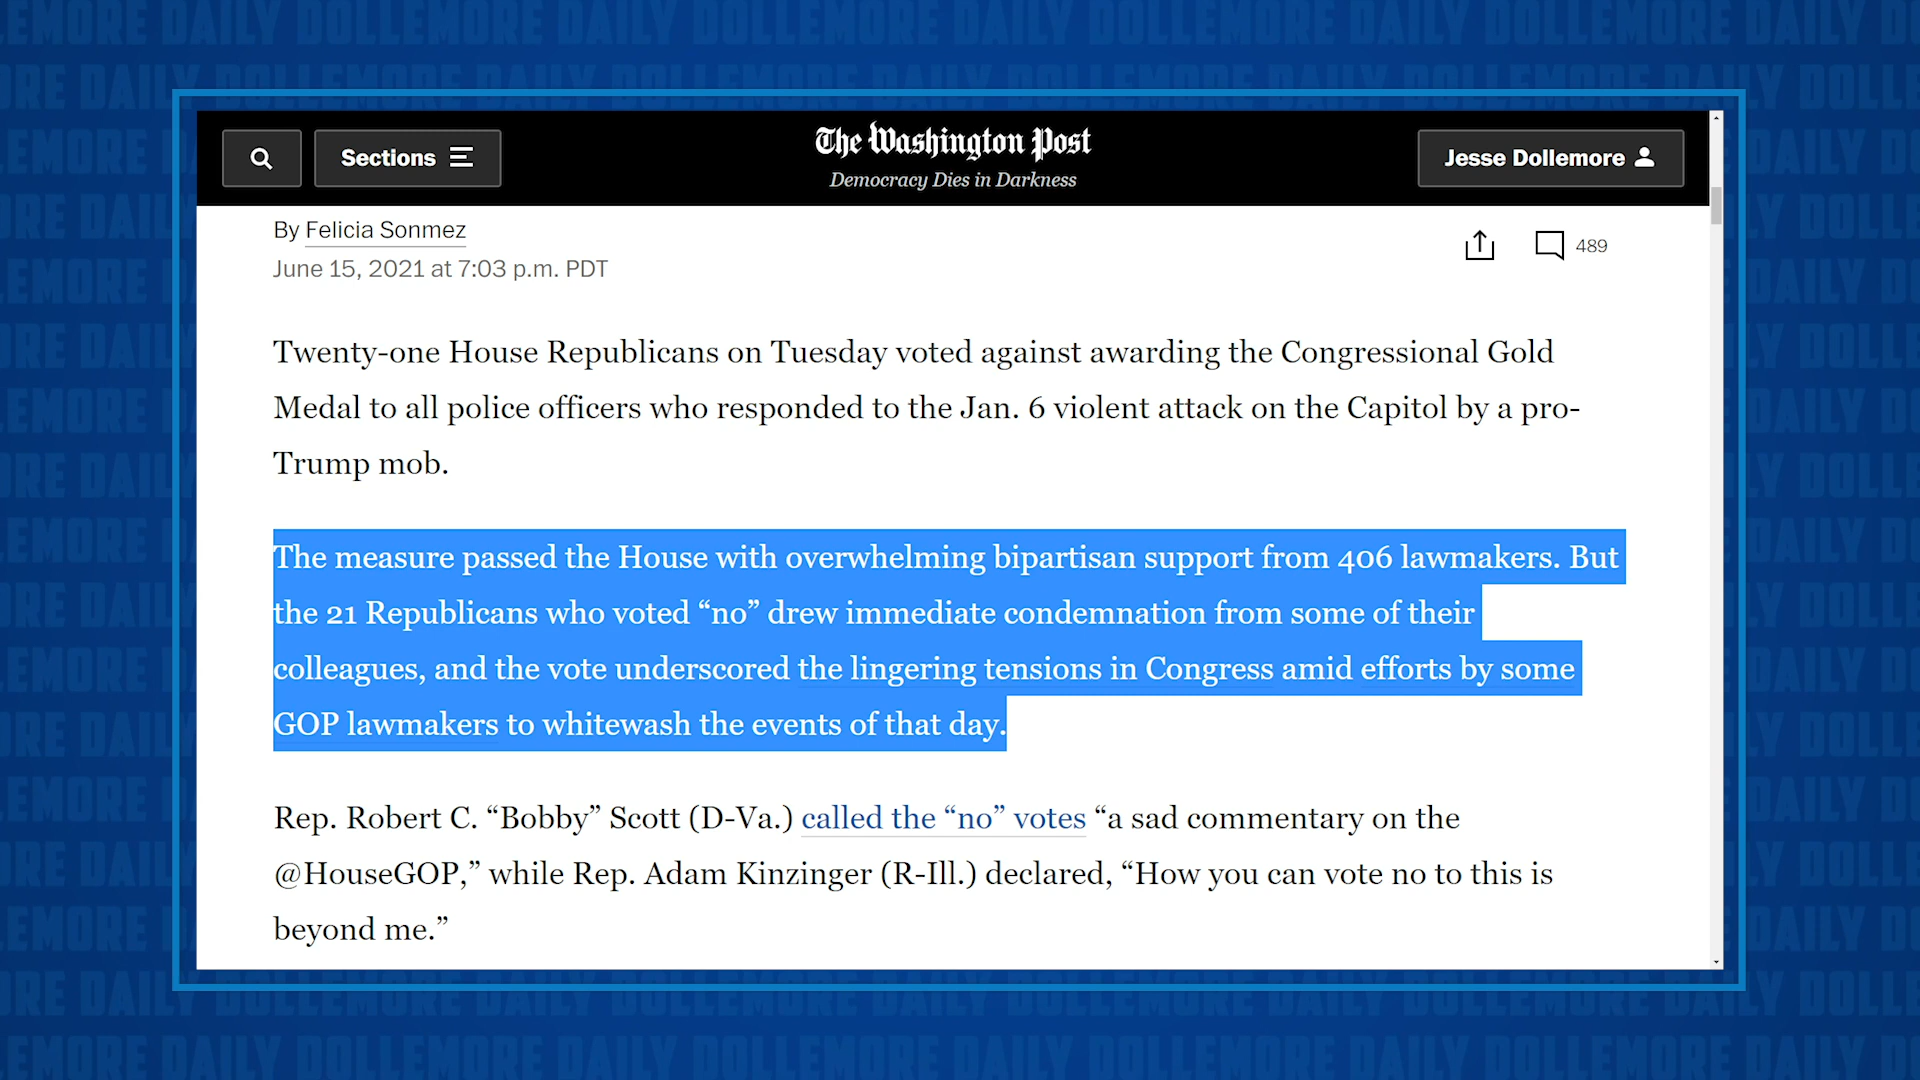 DAILY DOLLEMORE
The Washington Post
Democracy Dies in Darkness
Sections
Jesse Dollemore
By Felicia Sonmez
489
June 15, 2021 at 7:03 p.m. PDT
Twenty-one House Republicans on Tuesday voted against awarding the Congressional Gold
Medal to all police officers who responded to the Jan. 6 violent attack on the Capitol by a pro-
Trump mob.
The measure passed the House with overwhelming bipartisan support from 406 lawmakers. But
the 21 Republicans who voted “no” drew immediate condemnation from some of their
colleagues, and the vote underscored the lingering tensions in Congress amid efforts by some
GOP lawmakers to whitewash the events of that day.
Rep. Robert C. “Bobby” Scott (D-Va.) called the “no” votes “a sad commentary on the
@HouseGOP,” while Rep. Adam Kinzinger (R-Ill.) declared, “How you can vote no to this is
beyond me.”